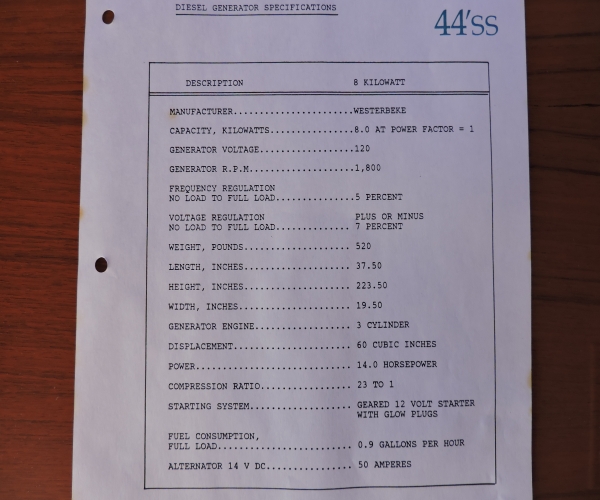 DIESEL GENERATOR SPECIFICATIONS
44'SS
DESCRIPTION 8 KILOWATT
MANUFACTURER......................WESTERBEKE
CAPACITY, KILOWATTS...............8.0 AT POWER FACTOR = 1
GENERATOR VOLTAGE.................120
GENERATOR R.P.M...................1,800
FREQUENCY REGULATION
NO LOAD TO FULL LOAD..............5 PERCENT
VOLTAGE REGULATION PLUS OR MINUS
NO LOAD TO FULL LOAD.............. 7 PERCENT
WEIGHT, POUNDS.................... 520
LENGTH, INCHES.................... 37.50
HEIGHT, INCHES.................... 223.50
WIDTH, INCHES..................... 19.50
GENERATOR ENGINE.................. 3 CYLINDER
DISPLACEMENT...................... 60 CUBIC INCHES
POWER............................. 14.0 HORSEPOWER
COMPRESSION RATIO................. 23 TO 1
STARTING SYSTEM................... GEARED 12 VOLT STARTER
WITH GLOW PLUGS
FUEL CONSUMPTION,
FULL LOAD......................... 0.9 GALLONS PER HOUR
ALTERNATOR 14 V DC................ 50 AMPERES